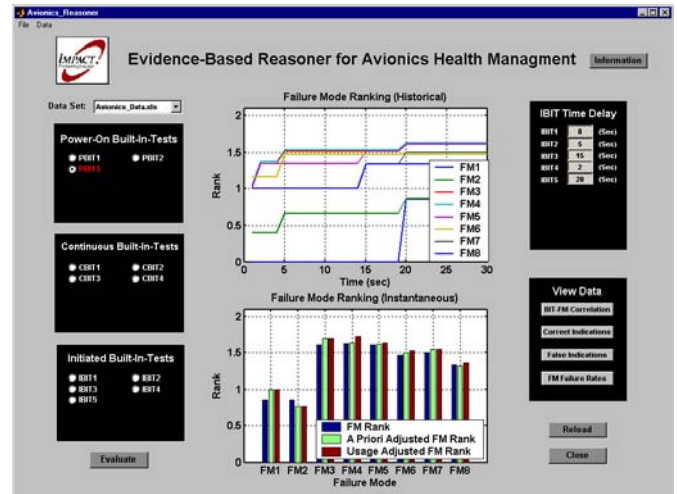 Avionics_Reasoner
File Data
IMPACT
Evidence-Based Reasoner for Avionics Health Managment
Information
Data Set: Avionics_Data.xls
Power-On Built-In-Tests
PBIT1 PBIT2
PBIT3
Continuous Built-In-Tests
CBIT1 CBIT2
CBIT3 CBIT4
Initiated Built-In-Tests
IBIT1 IBIT2
IBIT3 IBIT4
IBIT5
Evaluate
Failure Mode Ranking (Historical)
2
1.5
1
0.5
0
Rank
0 5 10 15 20 25 30
Time (sec)
FM1
FM2
FM3
FM4
FM5
FM6
FM7
FM8
Failure Mode Ranking (Instantaneous)
2
1.5
1
0.5
0
Rank
FM Rank
A Priori Adjusted FM Rank
Usage Adjusted FM Rank
FM1 FM2 FM3 FM4 FM5 FM6 FM7 FM8
Failure Mode
IBIT Time Delay
IBIT1 8 (Sec)
IBIT2 5 (Sec)
IBIT3 15 (Sec)
IBIT4 2 (Sec)
IBIT5 20 (Sec)
View Data
BIT-FM Correlation
Correct Indications
False Indications
FM Failure Rates
Reload
Close